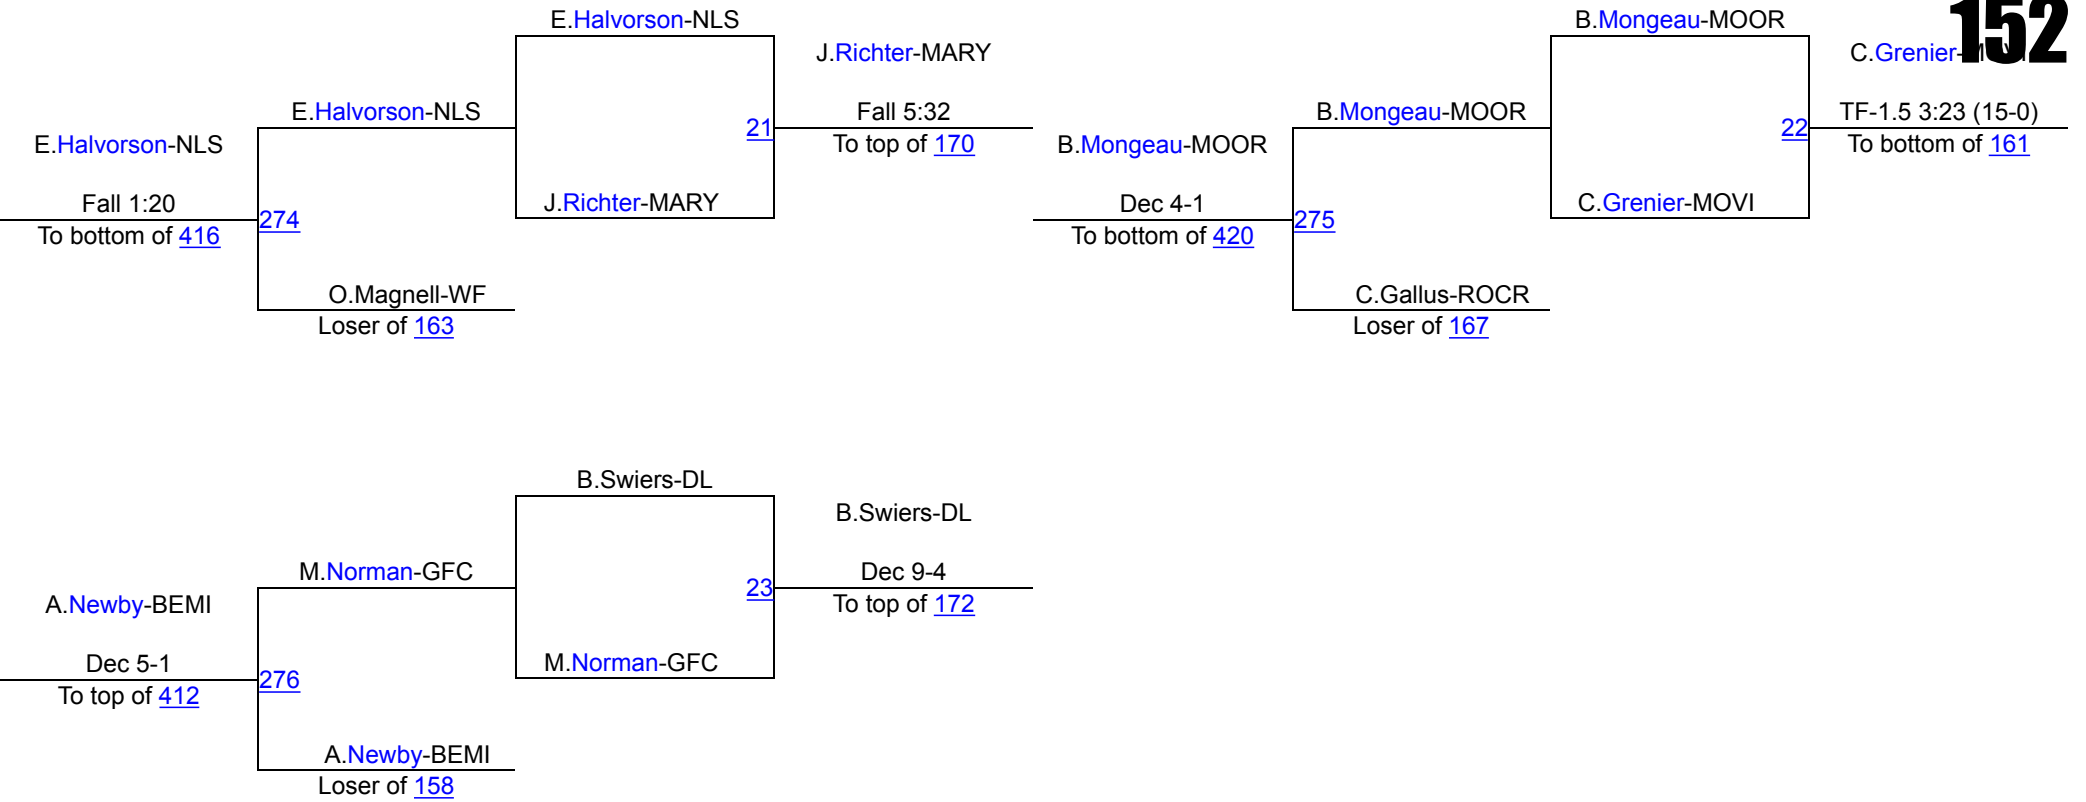 E.Halvorson-NLS
J.Richter-MARY
E.Halvorson-NLS
Fall 5:32
21
To top of 170
E.Halvorson-NLS
J.Richter-MARY
Fall 1:20
274
To bottom of 416
O.Magnell-WF
Loser of 163
152
B.Mongeau-MOOR
C.Grenier-MOVI
B.Mongeau-MOOR
TF-1.5 3:23 (15-0)
22
To bottom of 161
B.Mongeau-MOOR
C.Grenier-MOVI
Dec 4-1
275
To bottom of 420
C.Gallus-ROCR
Loser of 167
B.Swiers-DL
B.Swiers-DL
M.Norman-GFC
Dec 9-4
23
To top of 172
A.Newby-BEMI
M.Norman-GFC
Dec 5-1
276
To top of 412
A.Newby-BEMI
Loser of 158